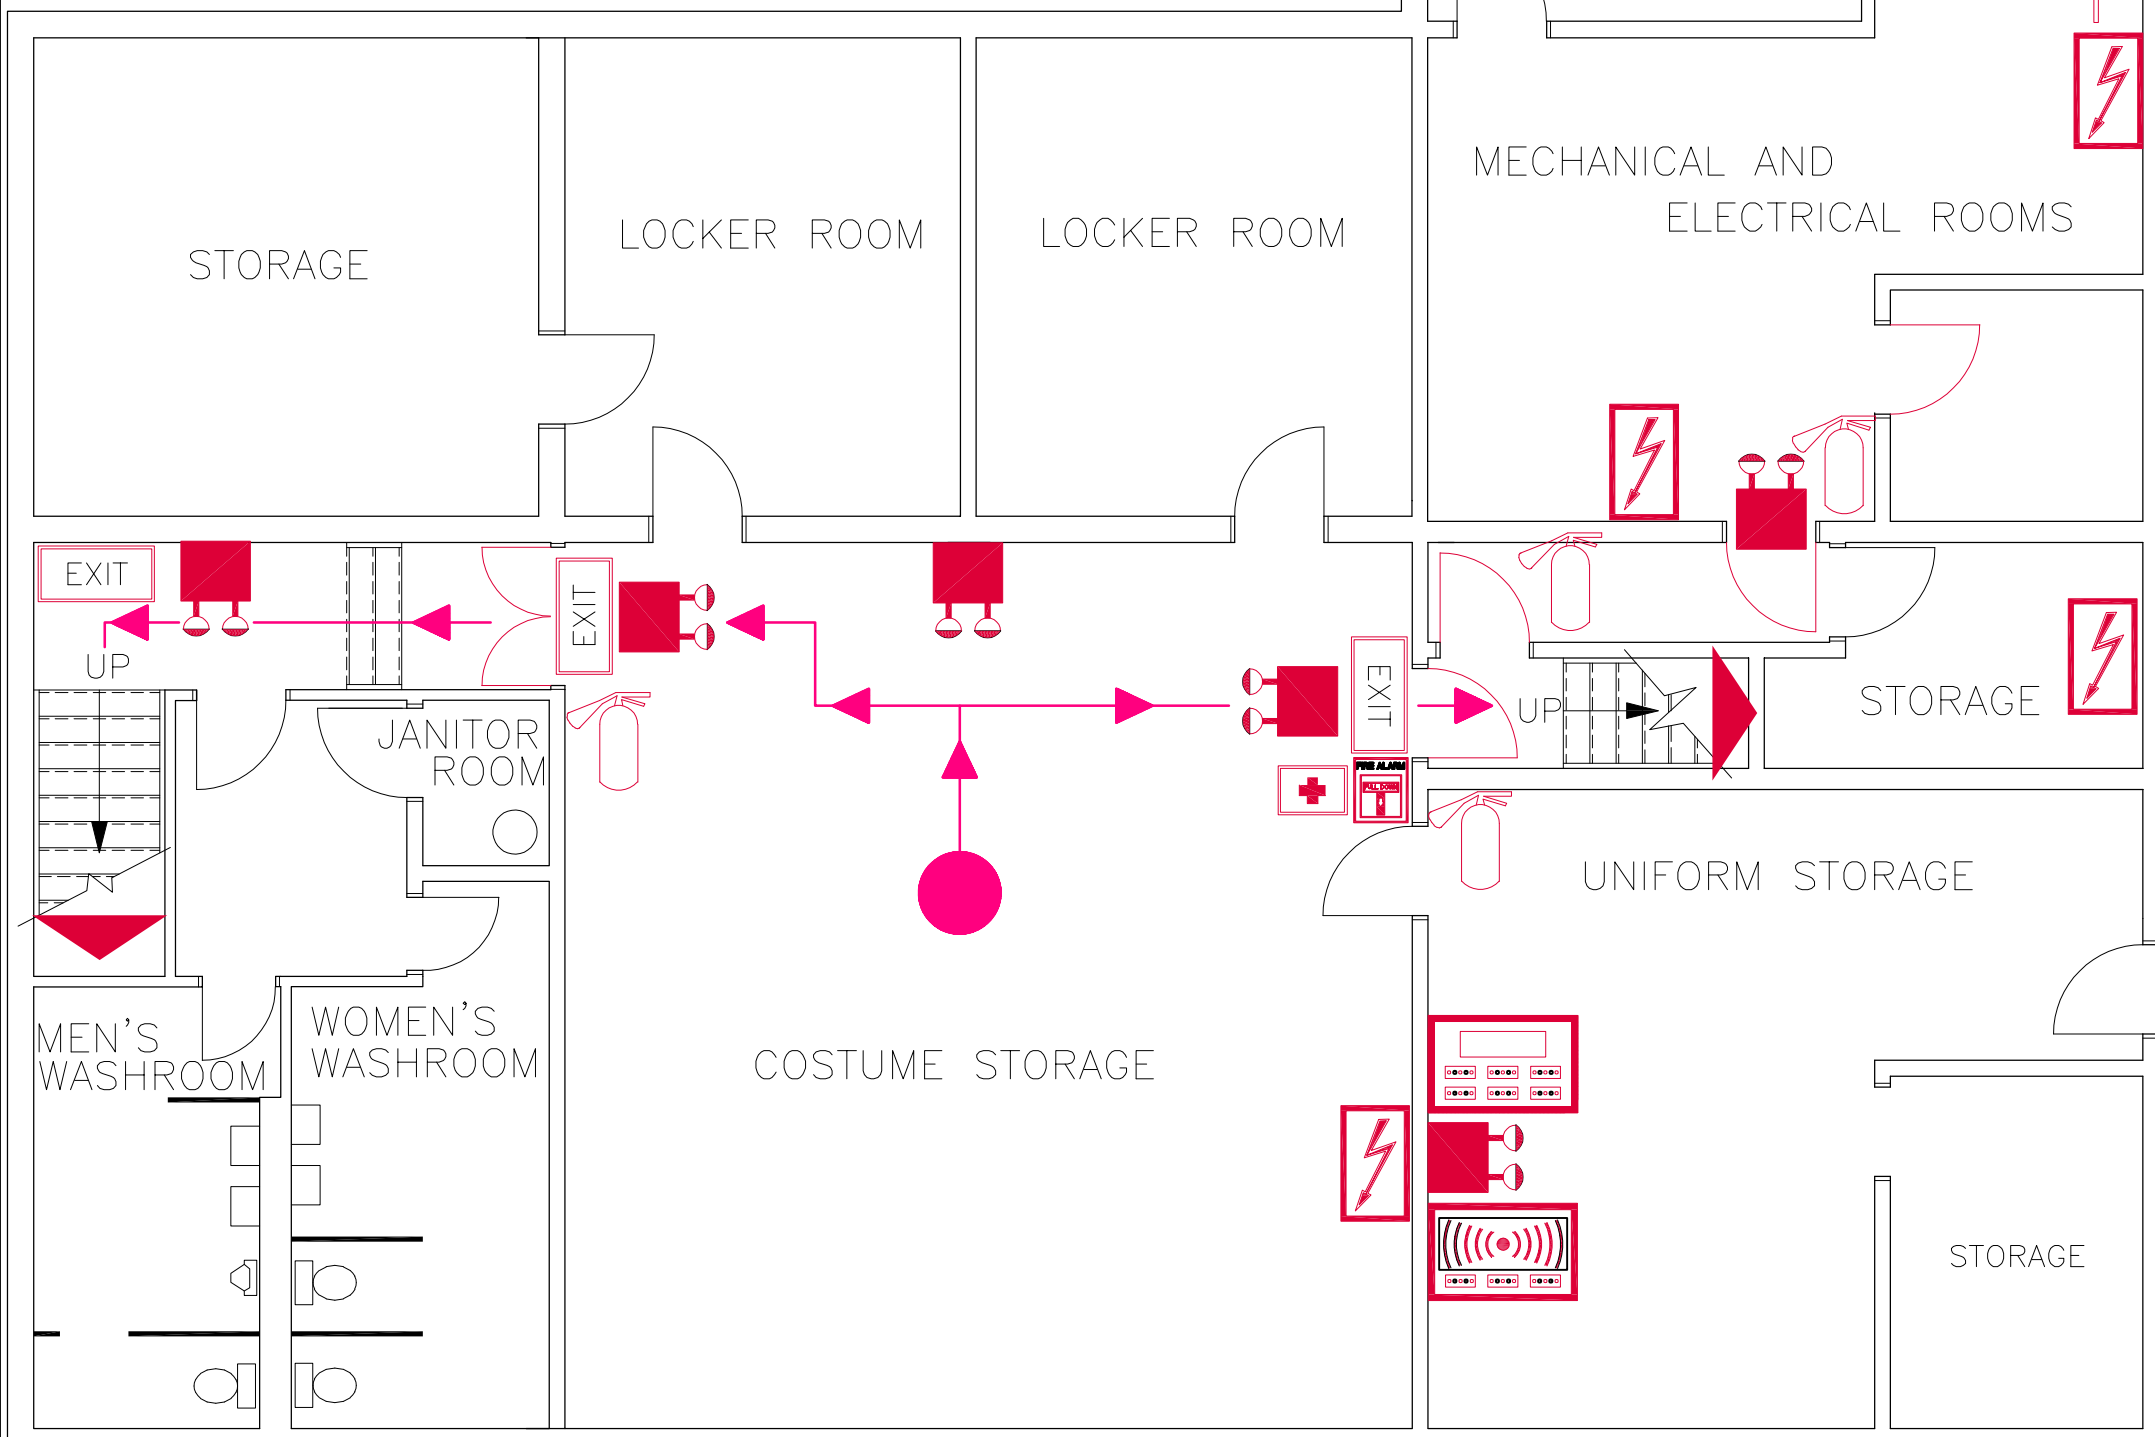 MECHANICAL AND
ELECTRICAL ROOMS
LOCKER ROOM
LOCKER ROOM
STORAGE
EXIT
EXIT
UP
EXIT
UP
STORAGE
JANITOR
ROOM
FIRE ALARM
PULL DOWN
UNIFORM STORAGE
MEN'S
WASHROOM
WOMEN'S
WASHROOM
COSTUME STORAGE
STORAGE